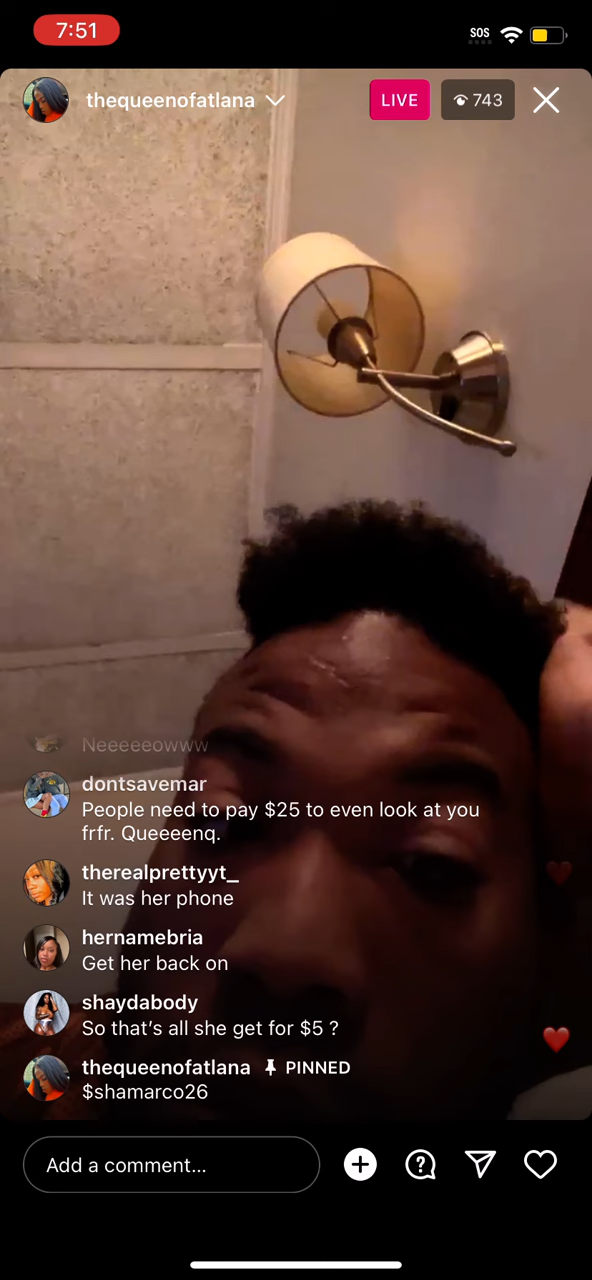 7:51
SOS
thequeenofatlana
LIVE
743
Neeeeeowww
dontsavemar
People need to pay $25 to even look at you
frfr. Queeeenq.
therealprettyyt_
It was her phone
hernamebria
Get her back on
shaydabody
So that's all she get for $5 ?
thequeenofatlana PINNED
$shamarco26
Add a comment...